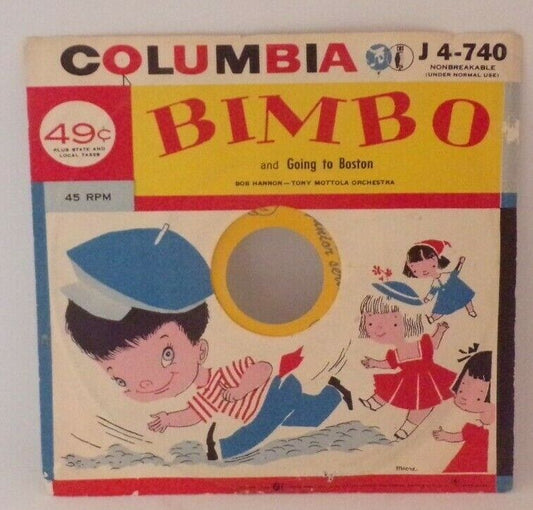 COLUMBIA
J 4-740
NONBREAKABLE
(UNDER NORMAL USE)
49¢
PLUS STATE AND
LOCAL TAXES
BIMBO
and Going to Boston
BOB HANNON—TONY MOTTOLA ORCHESTRA
45 RPM